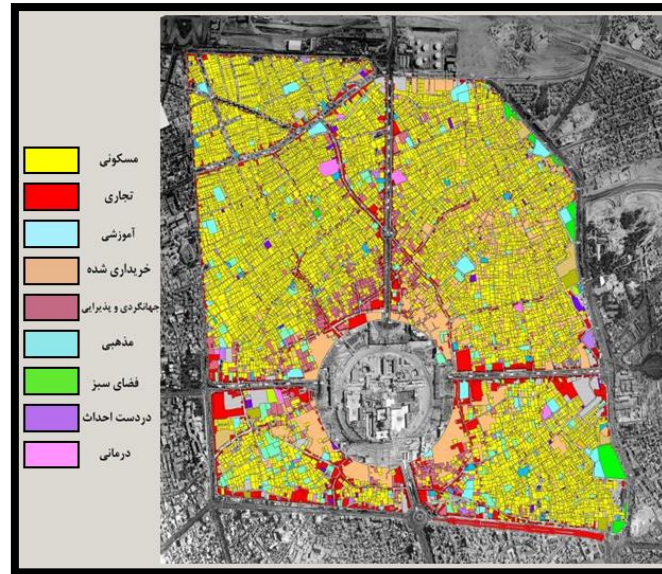 مسکونی
تجاری
آموزشی
خریداری شده
جهانگردی و پذیرایی
مذهبی
فضای سبز
دردست احداث
درمانی